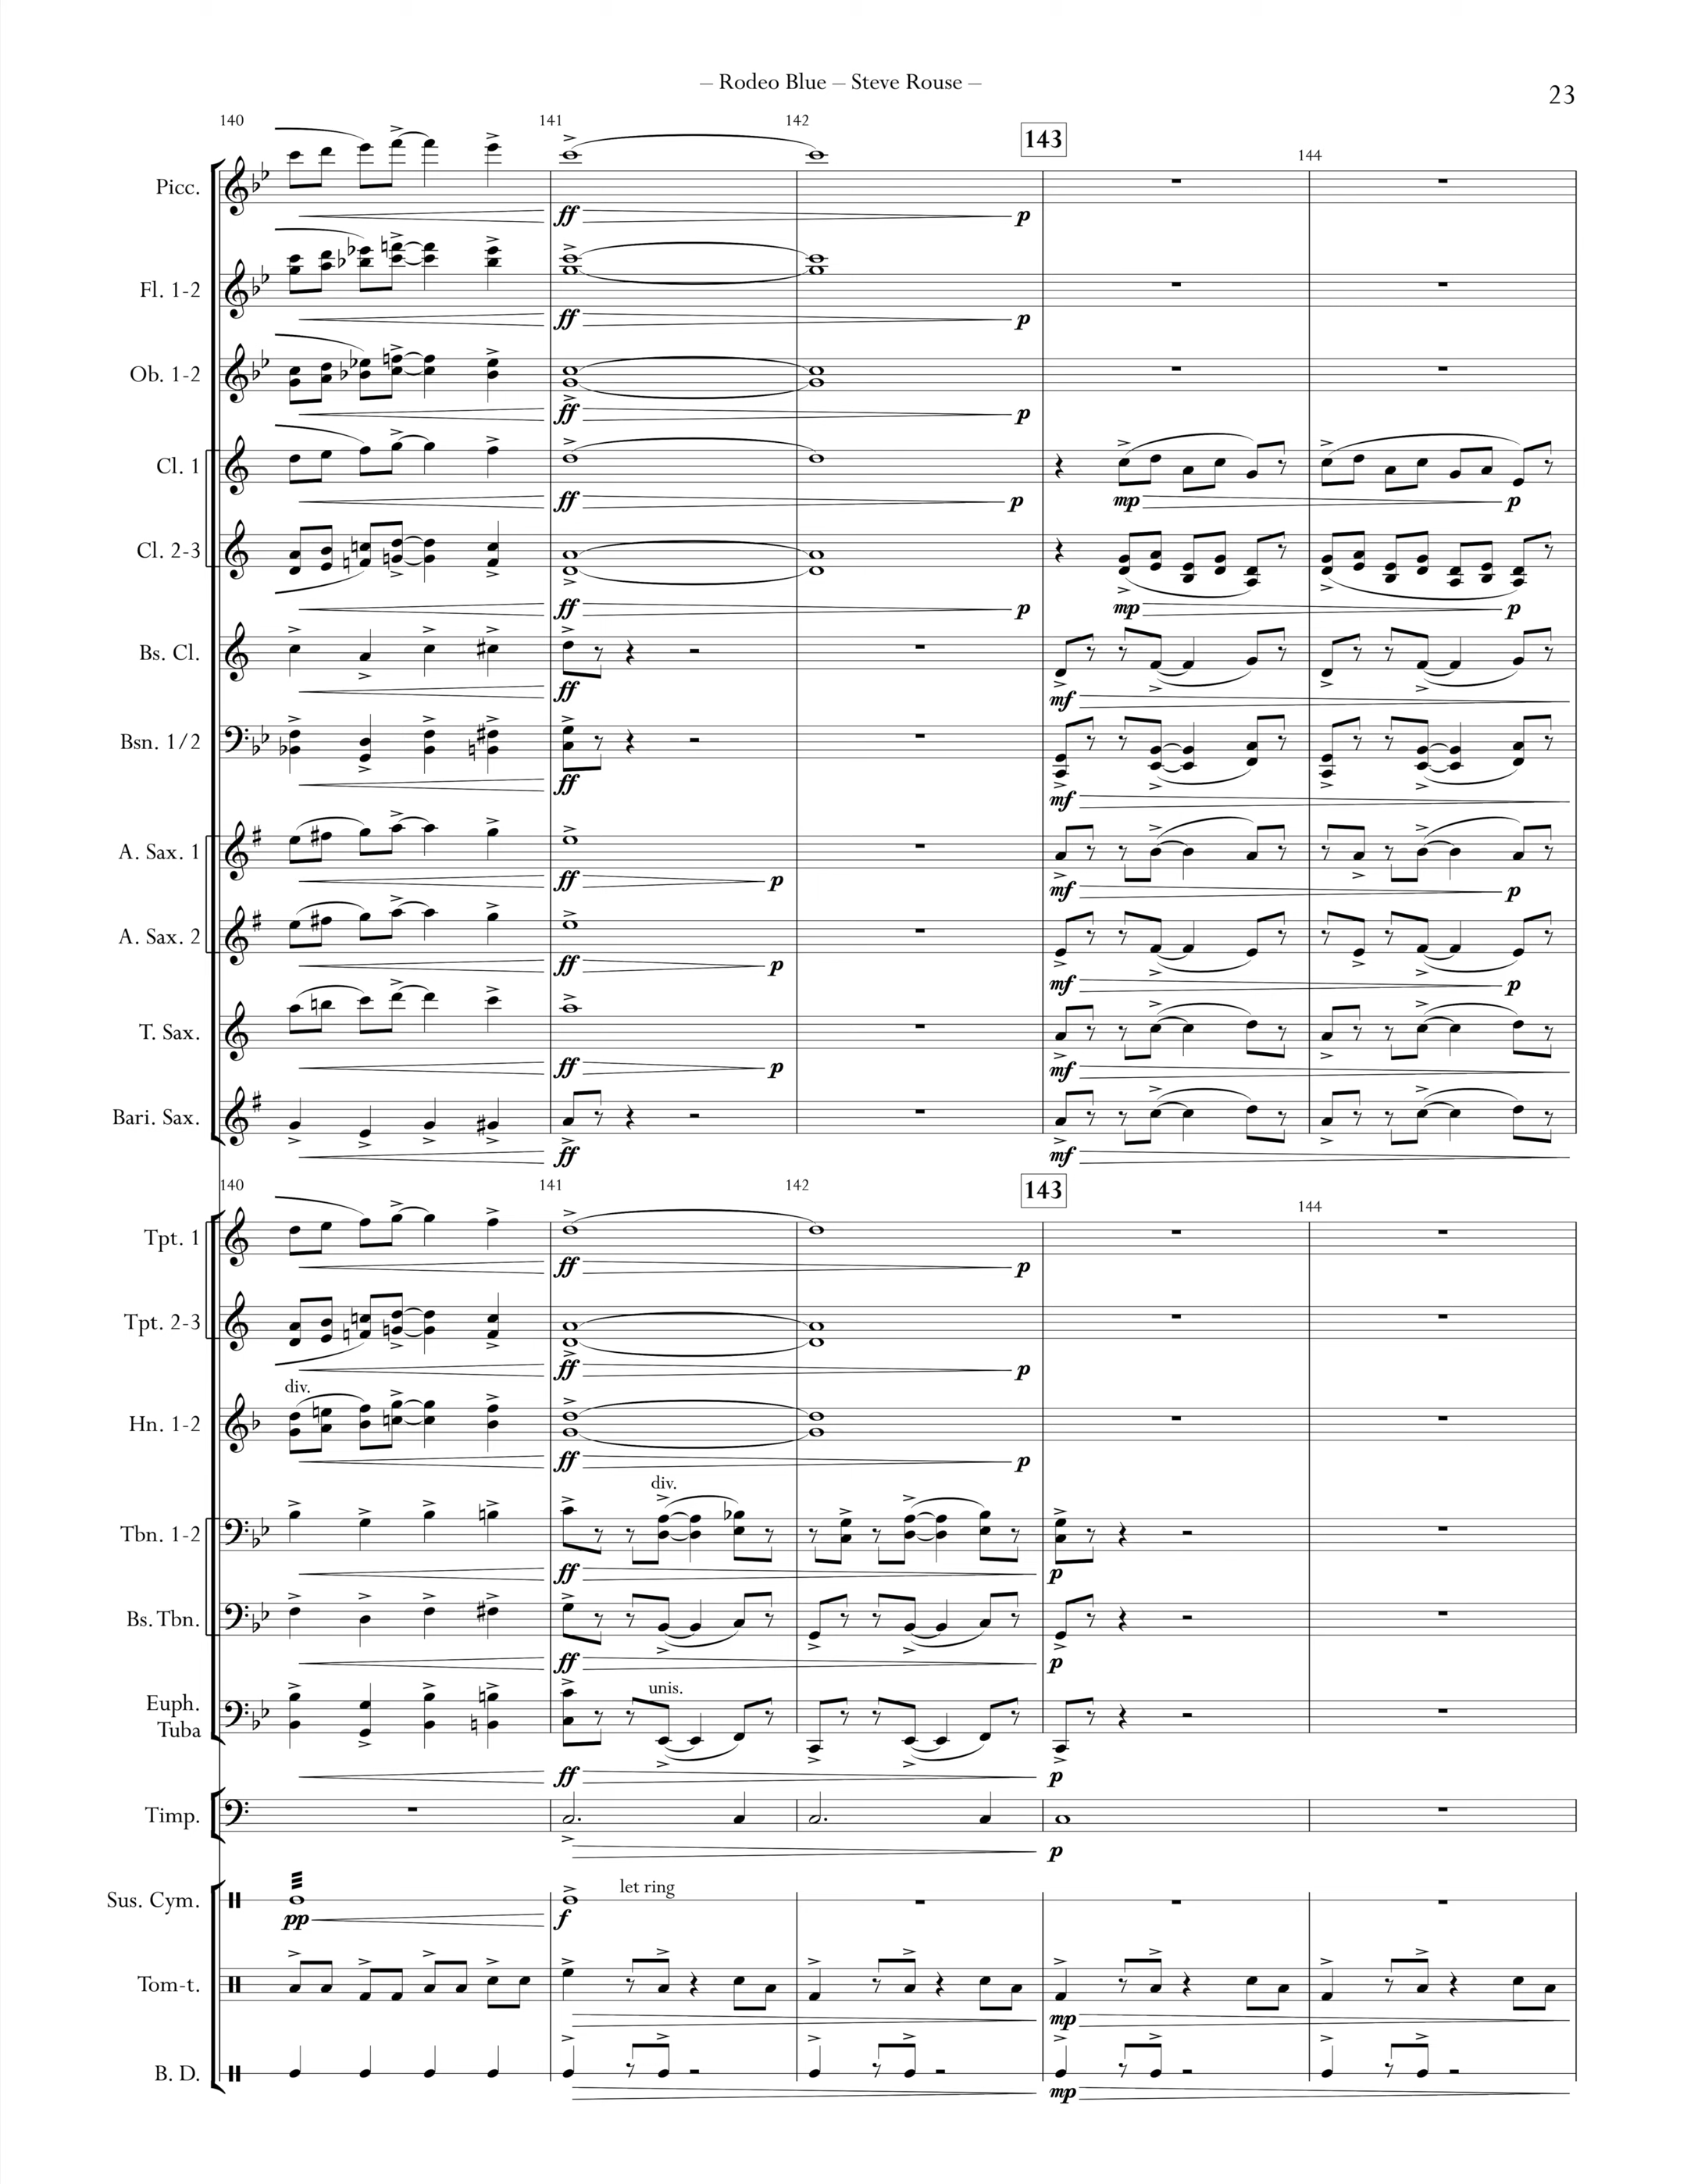 – Rodeo Blue – Steve Rouse –
23
140 141 142 143 144
Picc.
ff p
Fl. 1-2
ff p
Ob. 1-2
ff p
Cl. 1
ff p mp p
Cl. 2-3
ff p mp p
Bs. Cl.
ff mf
Bsn. 1/2
ff mf
A. Sax. 1
ff p mf p
A. Sax. 2
ff p mf p
T. Sax.
ff p mf
Bari. Sax.
ff mf
140 141 142 143 144
Tpt. 1
ff p
Tpt. 2-3
ff p
div.
Hn. 1-2
ff p
div.
Tbn. 1-2
ff p
Bs. Tbn.
ff p
unis.
Euph.
Tuba
ff p
Timp.
p
let ring
Sus. Cym.
pp f
Tom-t.
mp
B. D.
mp